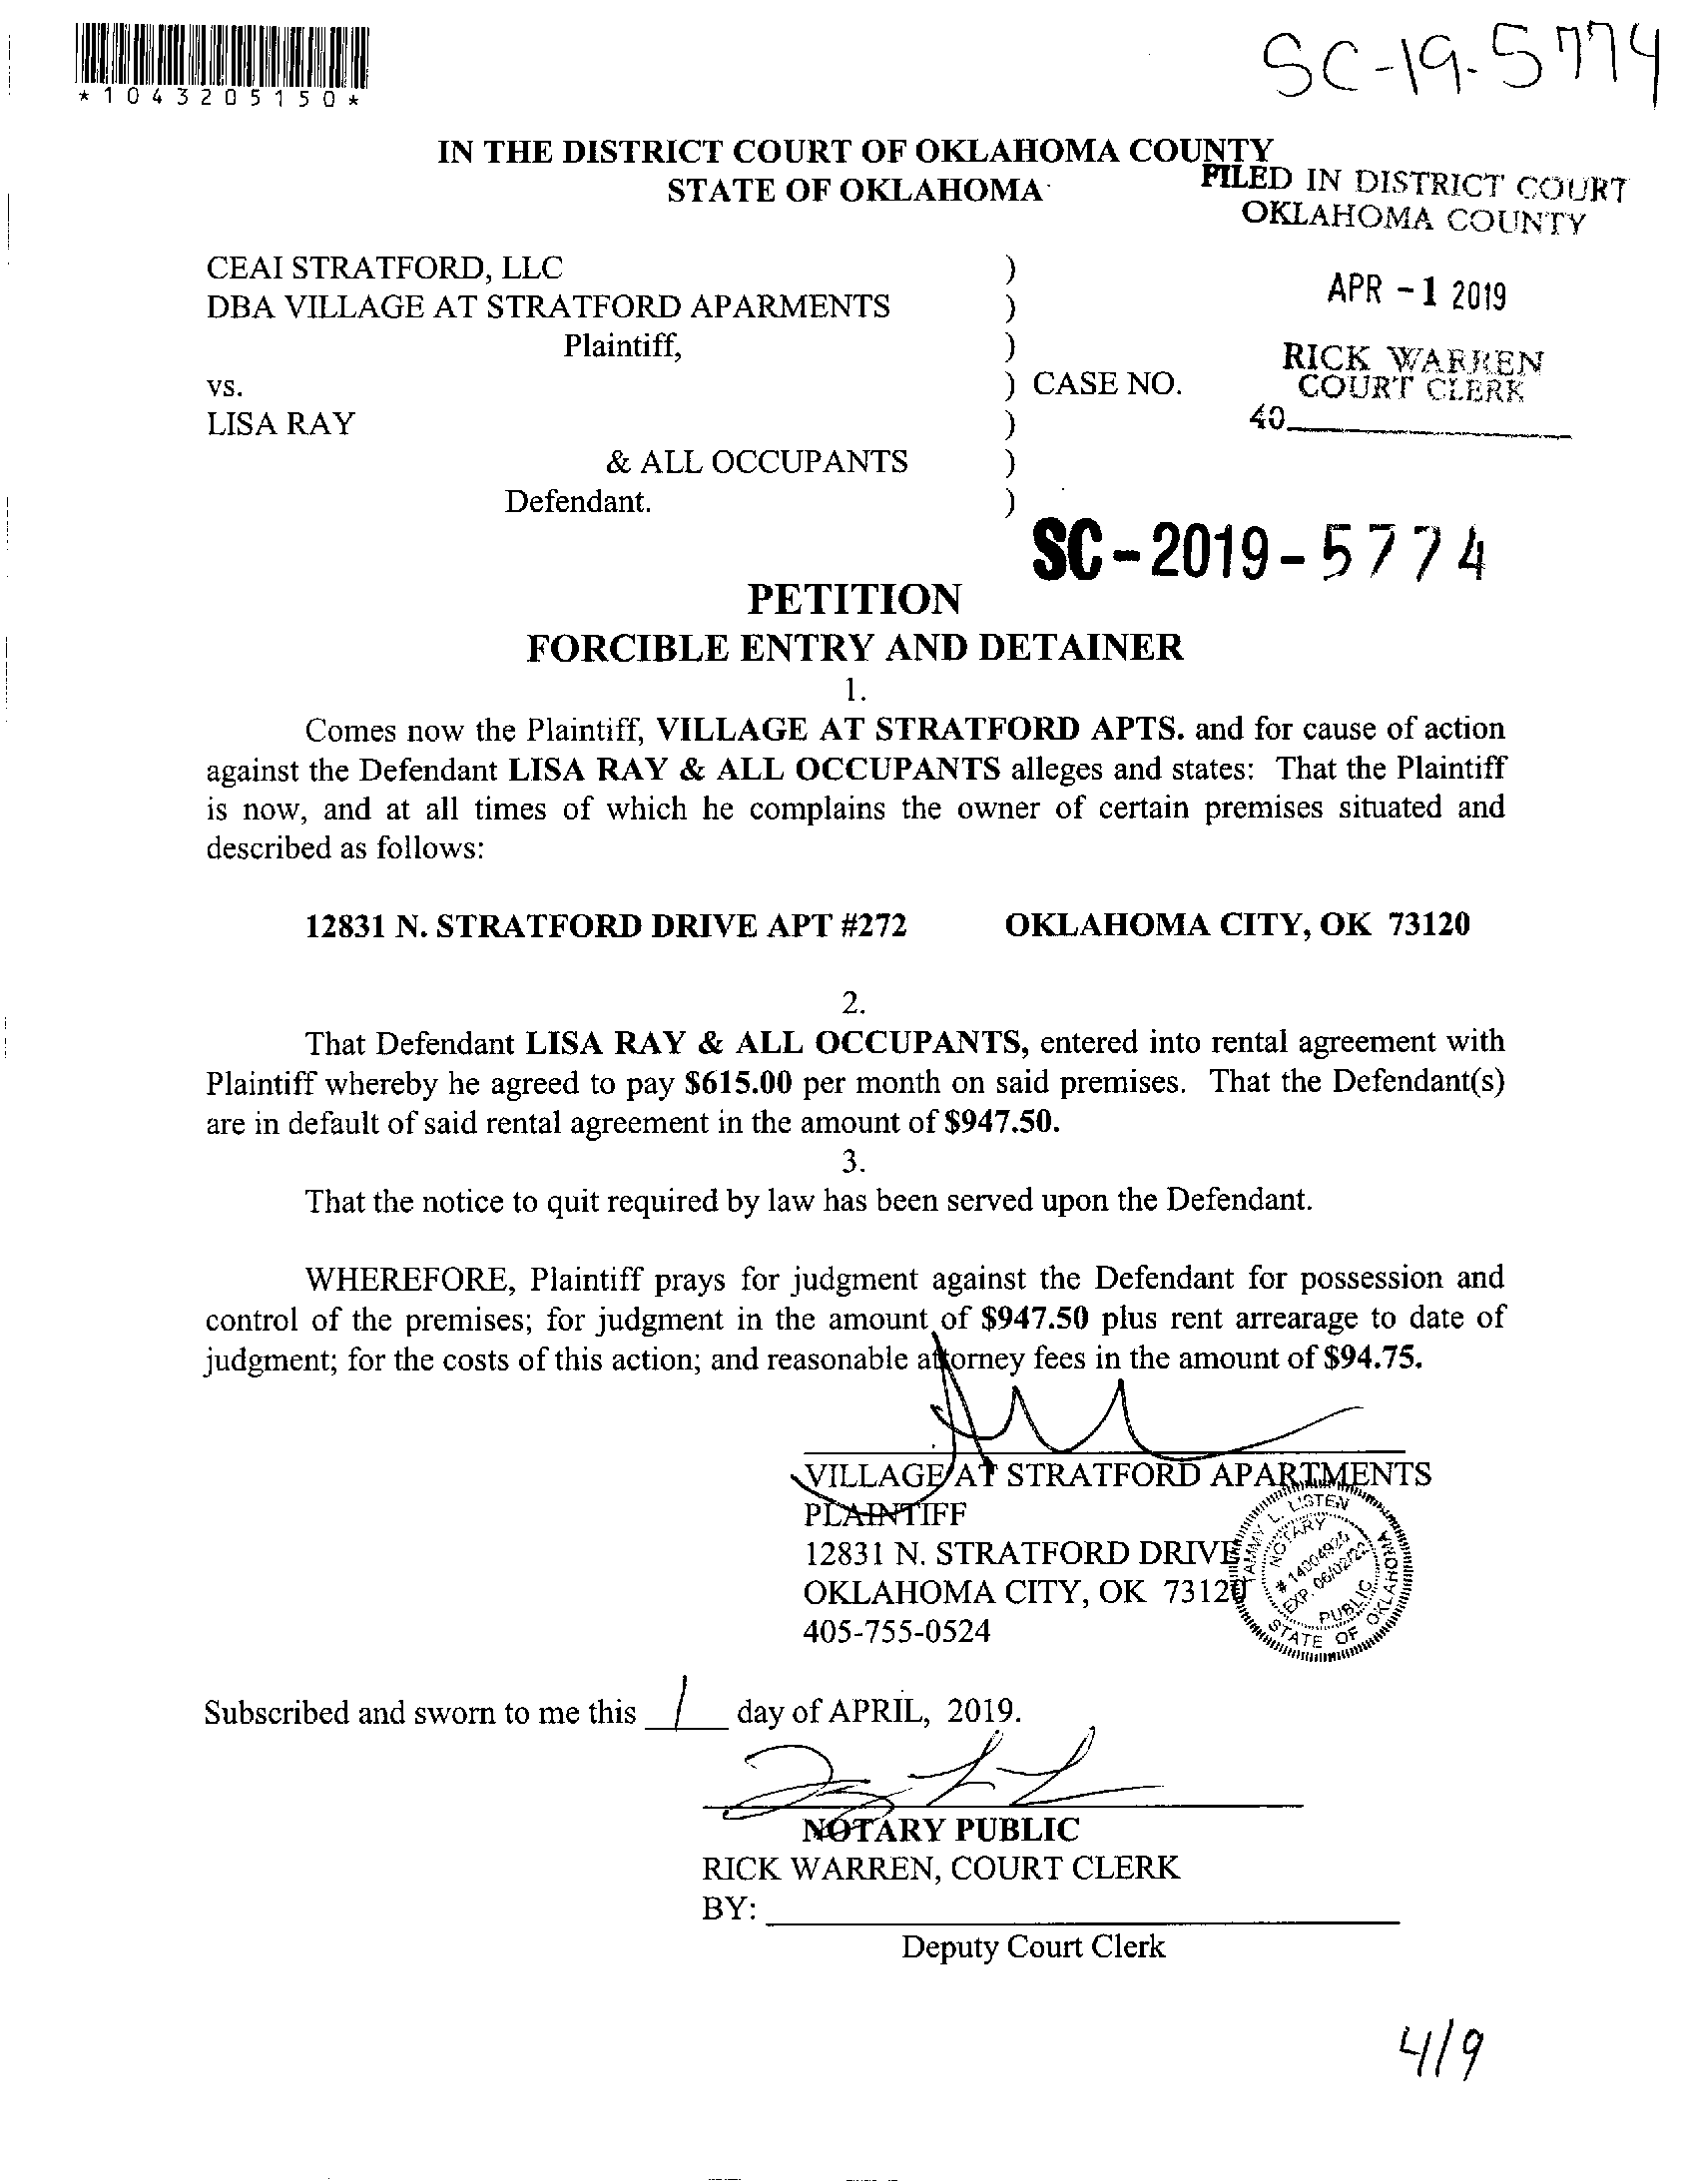 SC-19-5774
*1043205150*
IN THE DISTRICT COURT OF OKLAHOMA COUNTY
STATE OF OKLAHOMA
FILED IN DISTRICT COURT
OKLAHOMA COUNTY
CEAI STRATFORD, LLC )
DBA VILLAGE AT STRATFORD APARMENTS )
APR -1 2019
Plaintiff, )
RICK WARREN
vs. ) CASE NO.
COURT CLERK
LISA RAY )
40
& ALL OCCUPANTS )
Defendant. )
SC-2019-5774
PETITION
FORCIBLE ENTRY AND DETAINER
1.
Comes now the Plaintiff, VILLAGE AT STRATFORD APTS. and for cause of action
against the Defendant LISA RAY & ALL OCCUPANTS alleges and states: That the Plaintiff
is now, and at all times of which he complains the owner of certain premises situated and
described as follows:
12831 N. STRATFORD DRIVE APT #272 OKLAHOMA CITY, OK 73120
2.
That Defendant LISA RAY & ALL OCCUPANTS, entered into rental agreement with
Plaintiff whereby he agreed to pay $615.00 per month on said premises. That the Defendant(s)
are in default of said rental agreement in the amount of $947.50.
3.
That the notice to quit required by law has been served upon the Defendant.
WHEREFORE, Plaintiff prays for judgment against the Defendant for possession and
control of the premises; for judgment in the amount of $947.50 plus rent arrearage to date of
judgment; for the costs of this action; and reasonable attorney fees in the amount of $94.75.
VILLAGE AT STRATFORD APARTMENTS
PLAINTIFF
12831 N. STRATFORD DRIVE
OKLAHOMA CITY, OK 73120
405-755-0524
TAMMY L. LISTEN
NOTARY
# 14004925
EXP. 06/02/22
PUBLIC
STATE OF OKLAHOMA
Subscribed and sworn to me this 1 day of APRIL, 2019.
NOTARY PUBLIC
RICK WARREN, COURT CLERK
BY:
Deputy Court Clerk
4/9